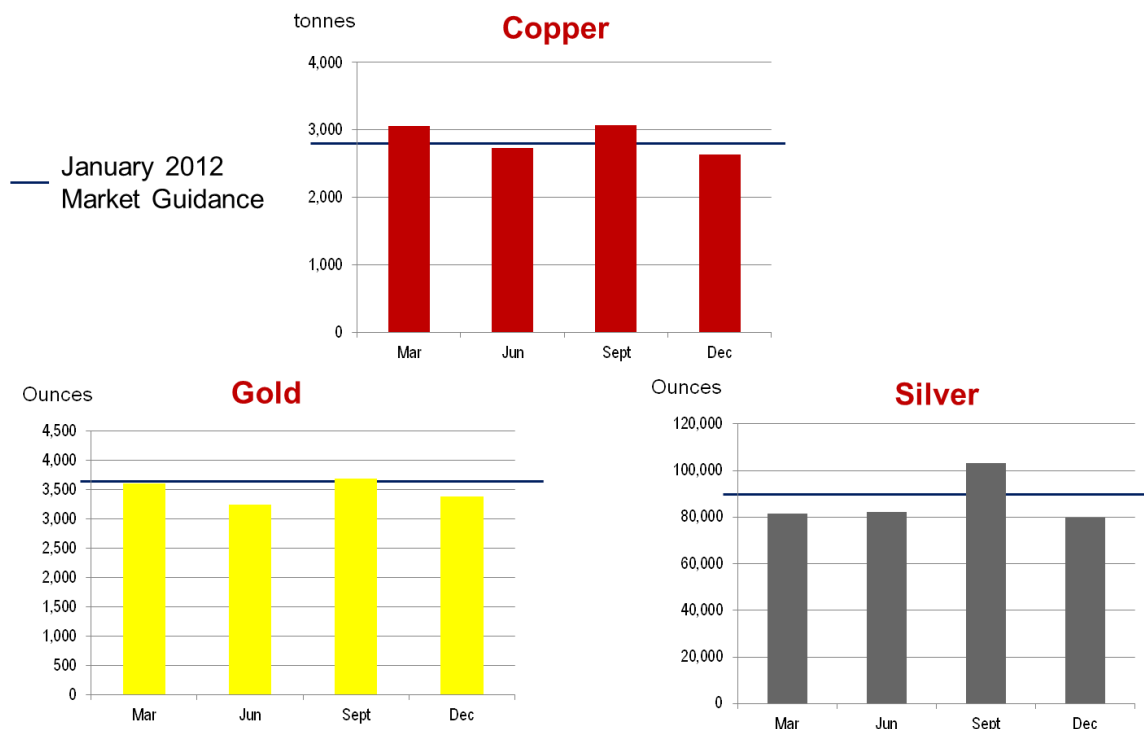 tonnes
Copper
4,000
3,000
2,000
1,000
0
Mar Jun Sept Dec
January 2012
Market Guidance
Ounces
Gold
4,500
4,000
3,500
3,000
2,500
2,000
1,500
1,000
500
0
Mar Jun Sept Dec
Ounces
Silver
120,000
100,000
80,000
60,000
40,000
20,000
0
Mar Jun Sept Dec